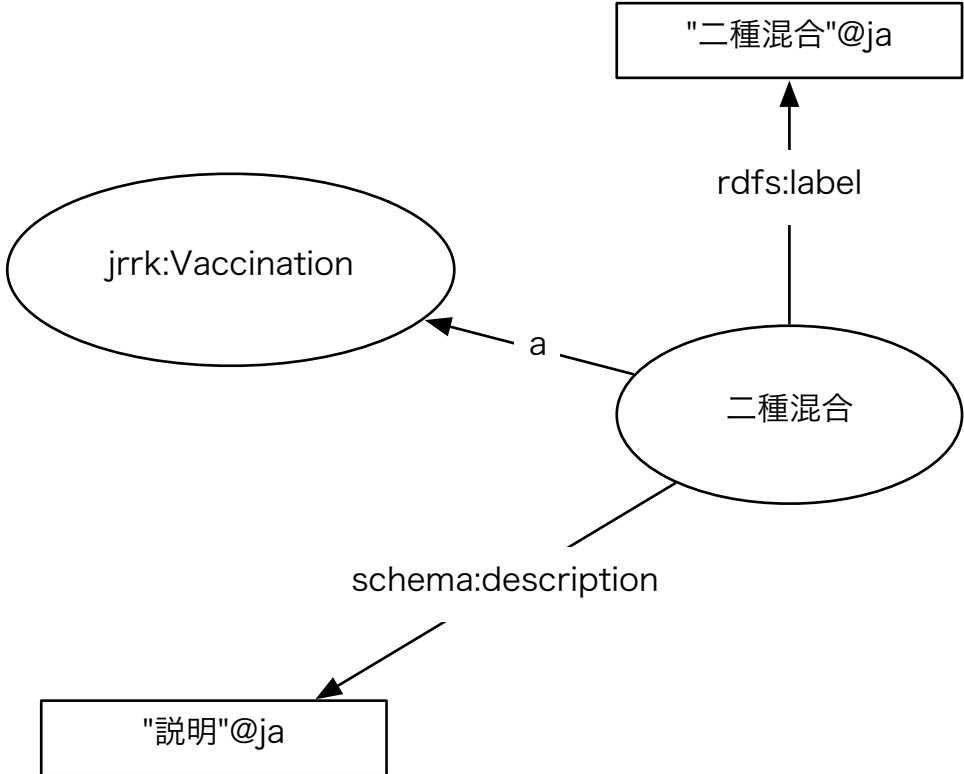 "二種混合"@ja
rdfs:label
jrrk:Vaccination
a
二種混合
schema:description
"説明"@ja